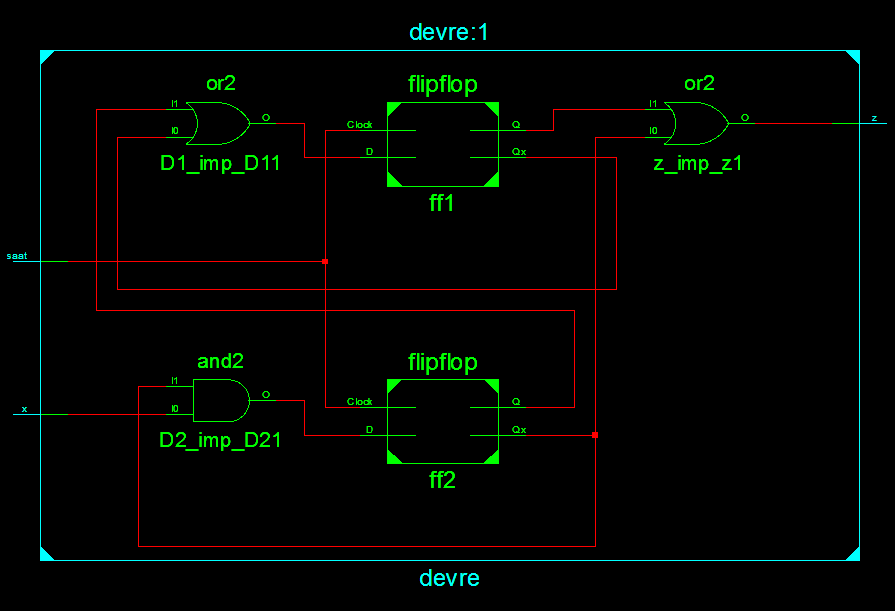 devre:1
or2
flipflop
or2
I1
I0
O
Clock
D
Q
Qx
I1
I0
O
z
D1_imp_D11
ff1
z_imp_z1
saat
and2
flipflop
I1
I0
O
Clock
D
Q
Qx
x
D2_imp_D21
ff2
devre